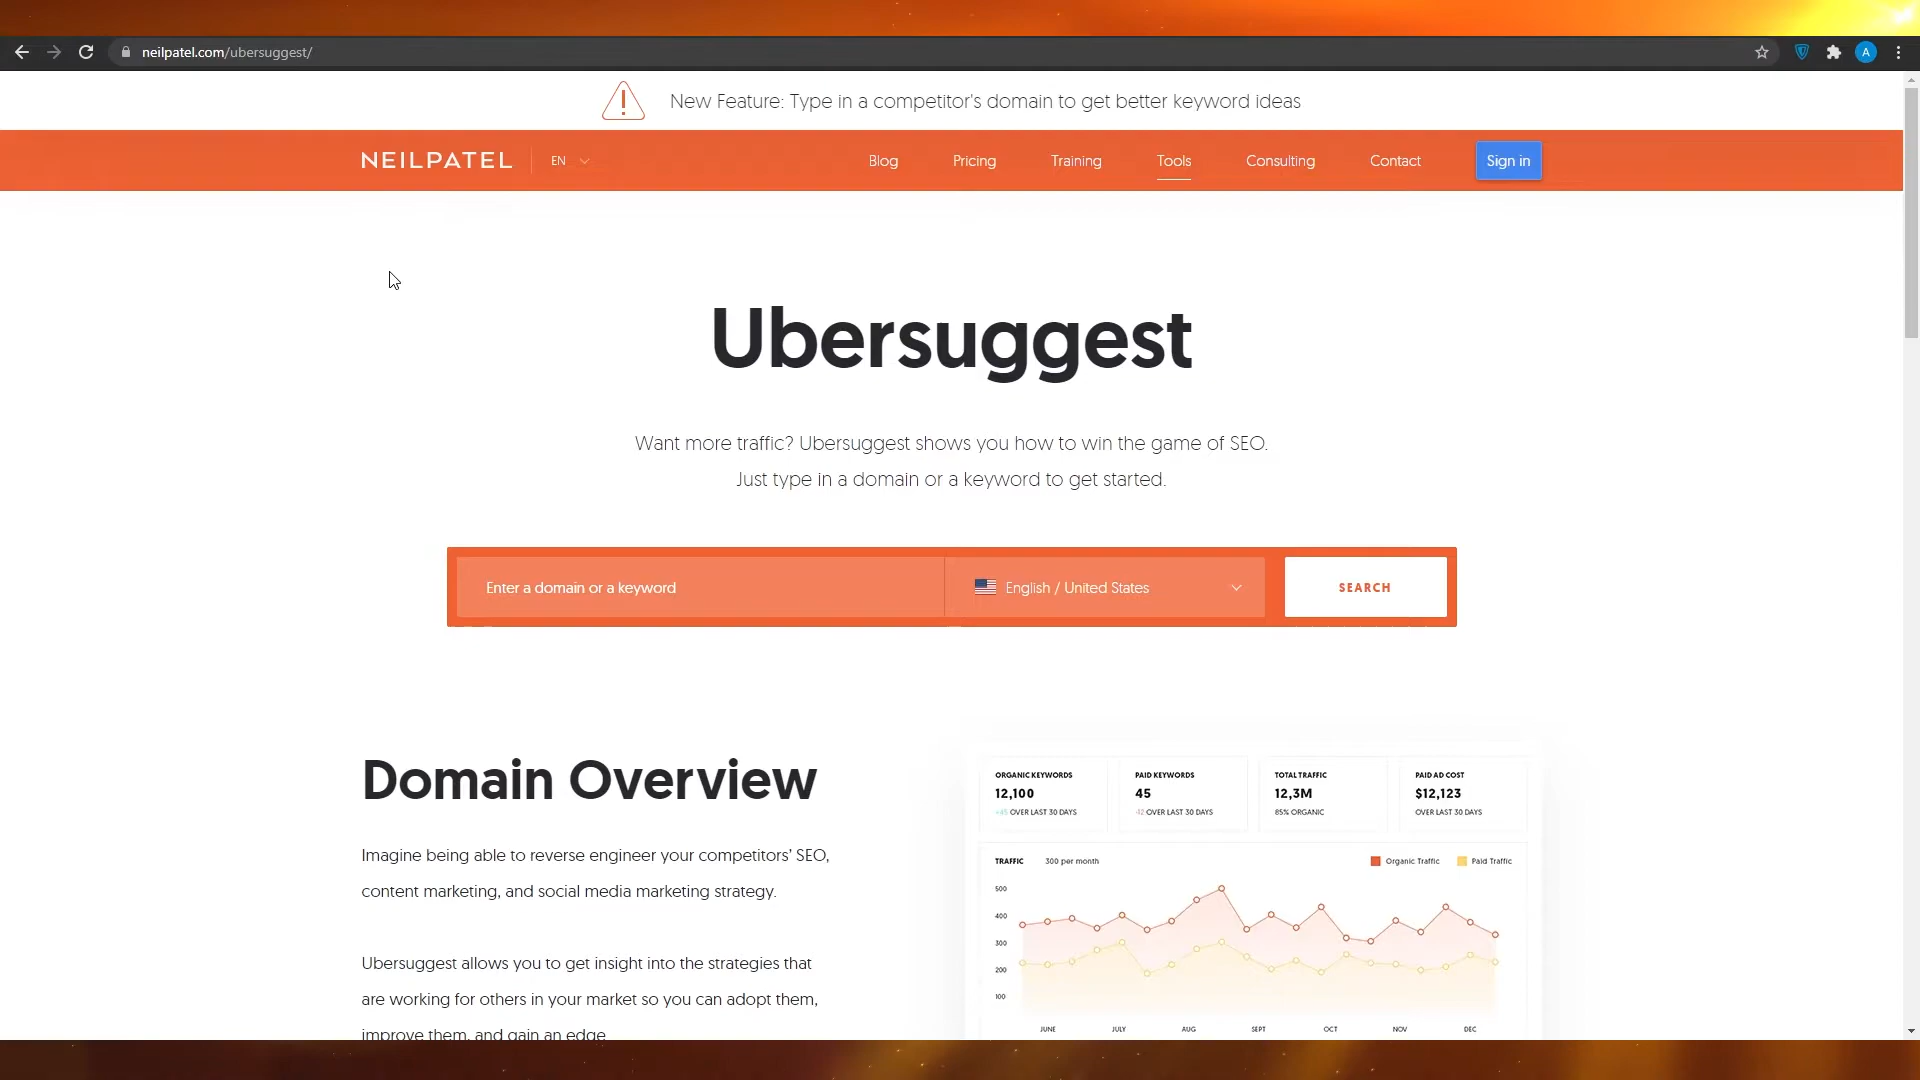 neilpatel.com/ubersuggest/
A
New Feature: Type in a competitor's domain to get better keyword ideas
NEILPATEL
EN
Blog
Pricing
Training
Tools
Consulting
Contact
Sign in
Ubersuggest
Want more traffic? Ubersuggest shows you how to win the game of SEO.
Just type in a domain or a keyword to get started.
Enter a domain or a keyword
English / United States
SEARCH
Domain Overview
Imagine being able to reverse engineer your competitors' SEO,
content marketing, and social media marketing strategy.
Ubersuggest allows you to get insight into the strategies that
are working for others in your market so you can adopt them,
improve them, and gain an edge
ORGANIC KEYWORDS
12,100
+45 OVER LAST 30 DAYS
PAID KEYWORDS
45
-12 OVER LAST 30 DAYS
TOTAL TRAFFIC
12,3M
85% ORGANIC
PAID AD COST
$12,123
OVER LAST 30 DAYS
TRAFFIC
300 per month
Organic Traffic
Paid Traffic
500
400
300
200
100
JUNE
JULY
AUG
SEPT
OCT
NOV
DEC